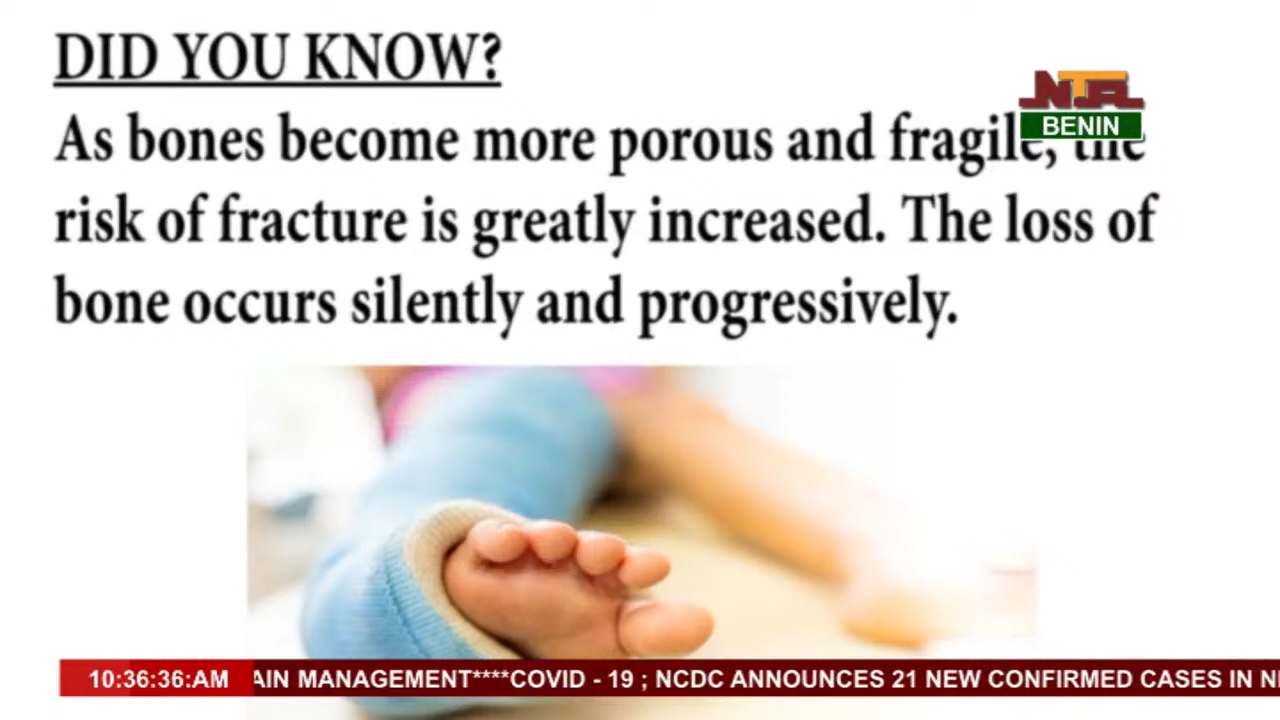 DID YOU KNOW?
As bones become more porous and fragile, the
risk of fracture is greatly increased. The loss of
bone occurs silently and progressively.
NTA
BENIN
10:36:36:AM AIN MANAGEMENT****COVID - 19 ; NCDC ANNOUNCES 21 NEW CONFIRMED CASES IN